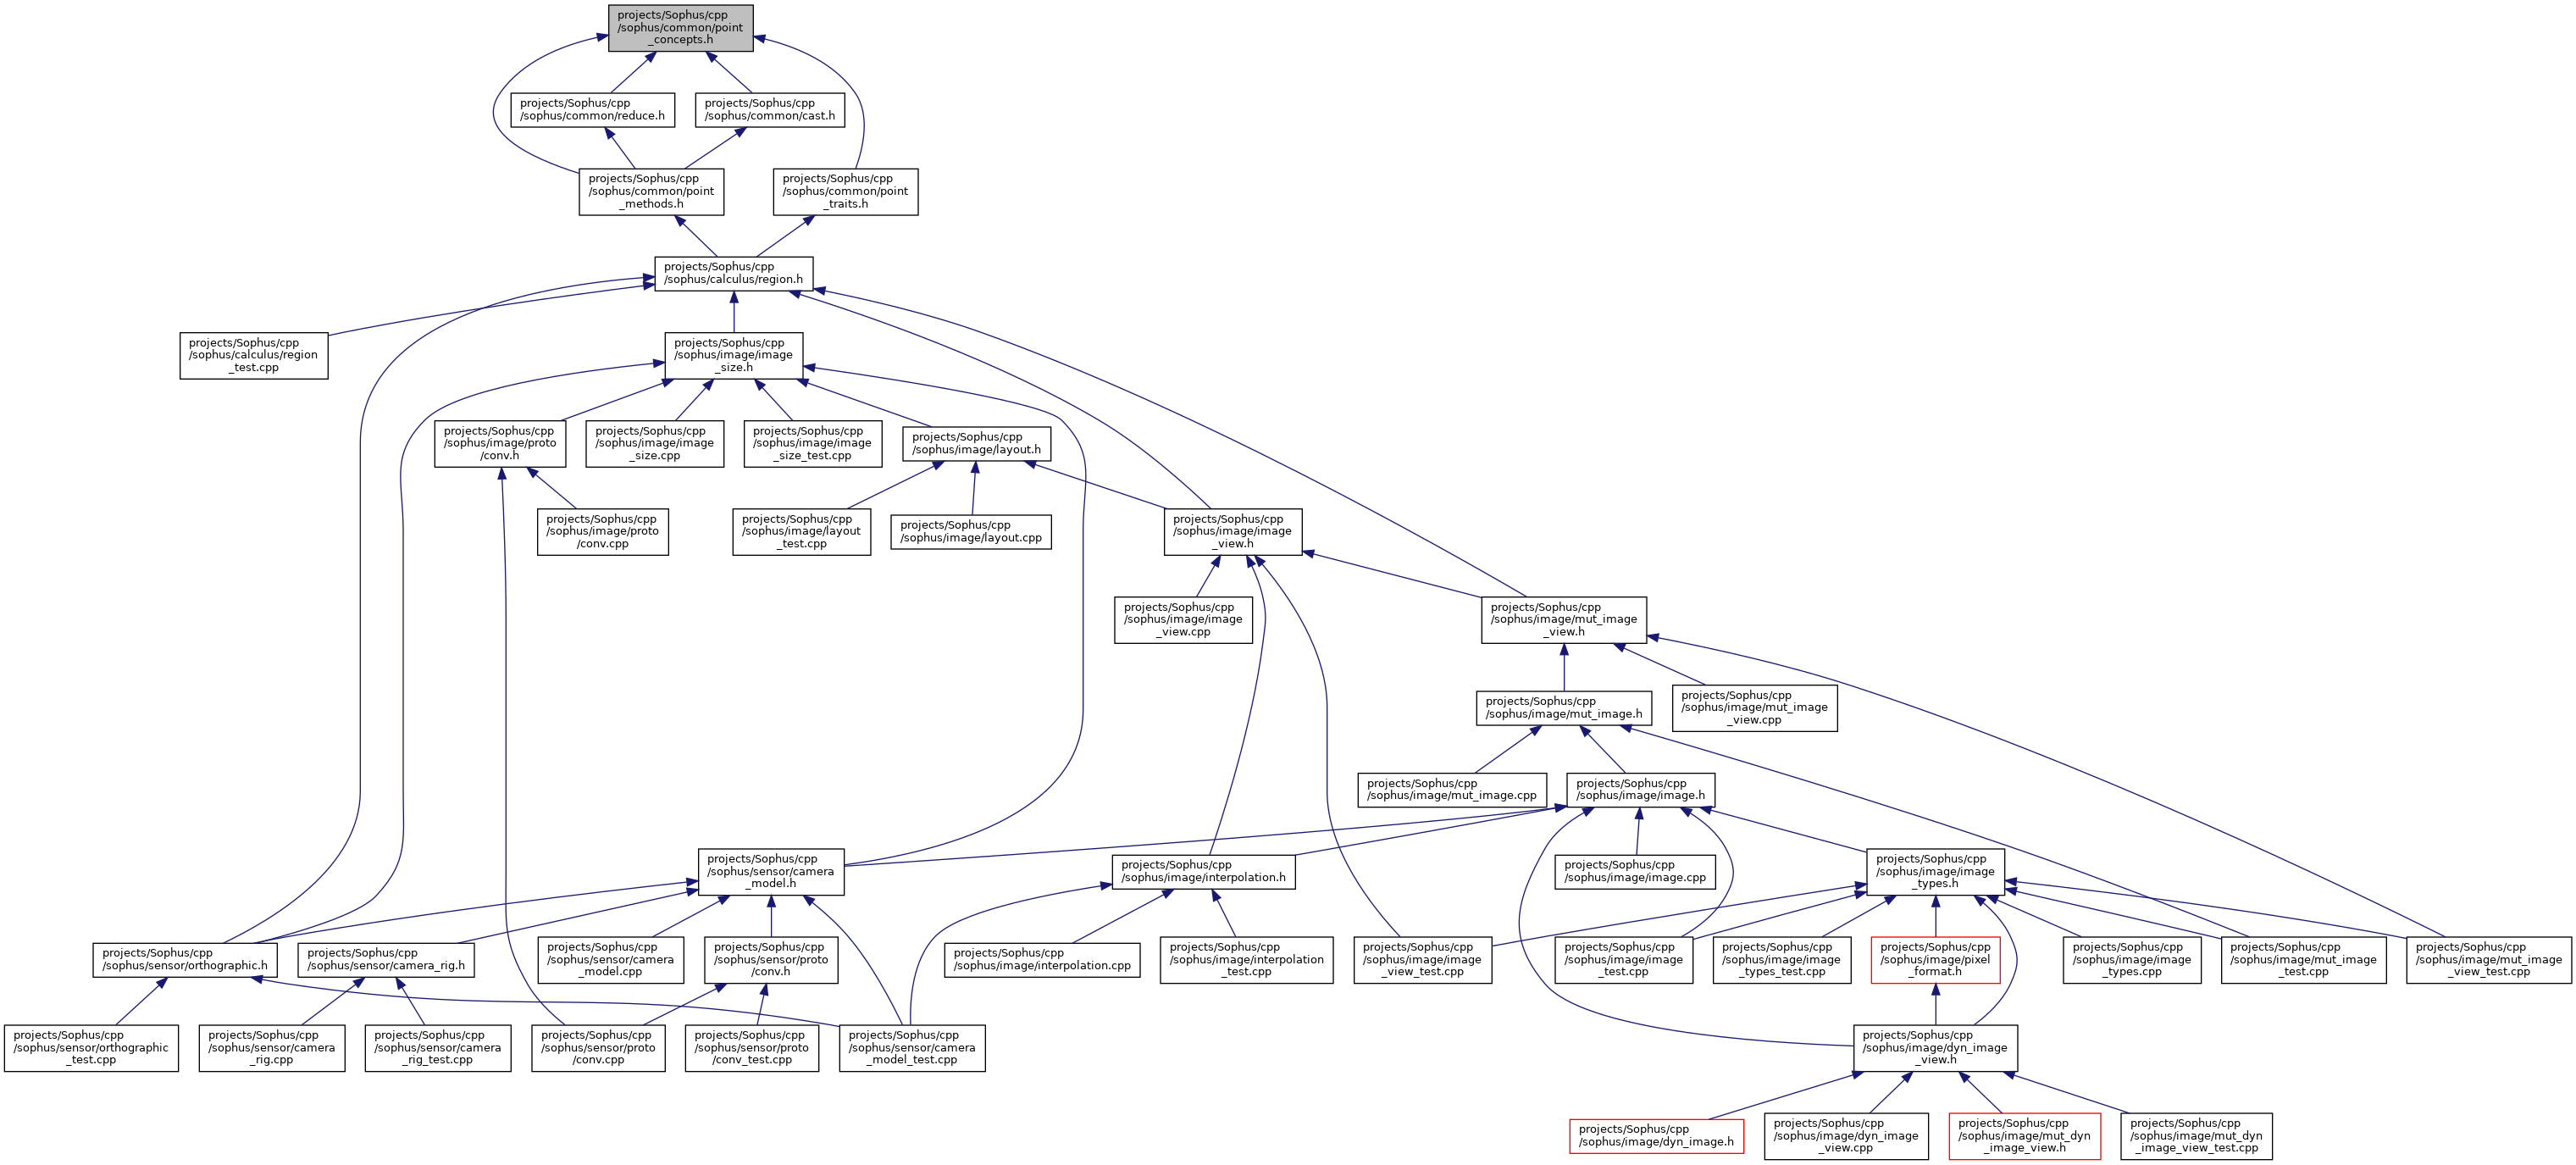 projects/Sophus/cpp
/sophus/common/point
_concepts.h
projects/Sophus/cpp
/sophus/common/reduce.h
projects/Sophus/cpp
/sophus/common/cast.h
projects/Sophus/cpp
/sophus/common/point
_methods.h
projects/Sophus/cpp
/sophus/common/point
_traits.h
projects/Sophus/cpp
/sophus/calculus/region.h
projects/Sophus/cpp
/sophus/calculus/region
_test.cpp
projects/Sophus/cpp
/sophus/image/image
_size.h
projects/Sophus/cpp
/sophus/image/proto
/conv.h
projects/Sophus/cpp
/sophus/image/image
_size.cpp
projects/Sophus/cpp
/sophus/image/image
_size_test.cpp
projects/Sophus/cpp
/sophus/image/layout.h
projects/Sophus/cpp
/sophus/image/proto
/conv.cpp
projects/Sophus/cpp
/sophus/image/layout
_test.cpp
projects/Sophus/cpp
/sophus/image/layout.cpp
projects/Sophus/cpp
/sophus/image/image
_view.h
projects/Sophus/cpp
/sophus/image/image
_view.cpp
projects/Sophus/cpp
/sophus/image/mut_image
_view.h
projects/Sophus/cpp
/sophus/image/mut_image.h
projects/Sophus/cpp
/sophus/image/mut_image
_view.cpp
projects/Sophus/cpp
/sophus/image/mut_image.cpp
projects/Sophus/cpp
/sophus/image/image.h
projects/Sophus/cpp
/sophus/sensor/camera
_model.h
projects/Sophus/cpp
/sophus/image/interpolation.h
projects/Sophus/cpp
/sophus/image/image.cpp
projects/Sophus/cpp
/sophus/image/image
_types.h
projects/Sophus/cpp
/sophus/sensor/orthographic.h
projects/Sophus/cpp
/sophus/sensor/camera_rig.h
projects/Sophus/cpp
/sophus/sensor/camera
_model.cpp
projects/Sophus/cpp
/sophus/sensor/proto
/conv.h
projects/Sophus/cpp
/sophus/image/interpolation.cpp
projects/Sophus/cpp
/sophus/image/interpolation
_test.cpp
projects/Sophus/cpp
/sophus/image/image
_view_test.cpp
projects/Sophus/cpp
/sophus/image/image
_test.cpp
projects/Sophus/cpp
/sophus/image/image
_types_test.cpp
projects/Sophus/cpp
/sophus/image/pixel
_format.h
projects/Sophus/cpp
/sophus/image/image
_types.cpp
projects/Sophus/cpp
/sophus/image/mut_image
_test.cpp
projects/Sophus/cpp
/sophus/image/mut_image
_view_test.cpp
projects/Sophus/cpp
/sophus/sensor/orthographic
_test.cpp
projects/Sophus/cpp
/sophus/sensor/camera
_rig.cpp
projects/Sophus/cpp
/sophus/sensor/camera
_rig_test.cpp
projects/Sophus/cpp
/sophus/sensor/proto
/conv.cpp
projects/Sophus/cpp
/sophus/sensor/proto
/conv_test.cpp
projects/Sophus/cpp
/sophus/sensor/camera
_model_test.cpp
projects/Sophus/cpp
/sophus/image/dyn_image
_view.h
projects/Sophus/cpp
/sophus/image/dyn_image.h
projects/Sophus/cpp
/sophus/image/dyn_image
_view.cpp
projects/Sophus/cpp
/sophus/image/mut_dyn
_image_view.h
projects/Sophus/cpp
/sophus/image/mut_dyn
_image_view_test.cpp